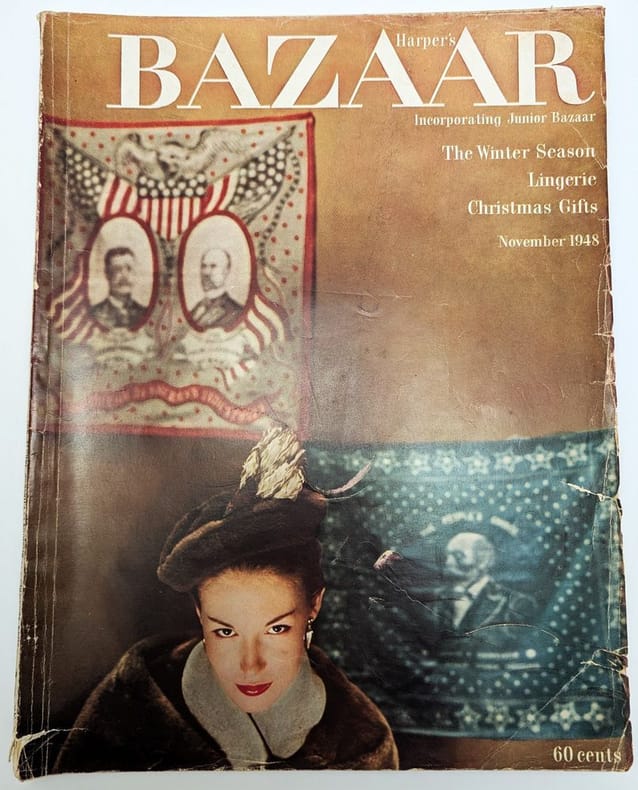 Harper's
BAZAAR
Incorporating Junior Bazaar
The Winter Season
Lingerie
Christmas Gifts
November 1948
60 cents